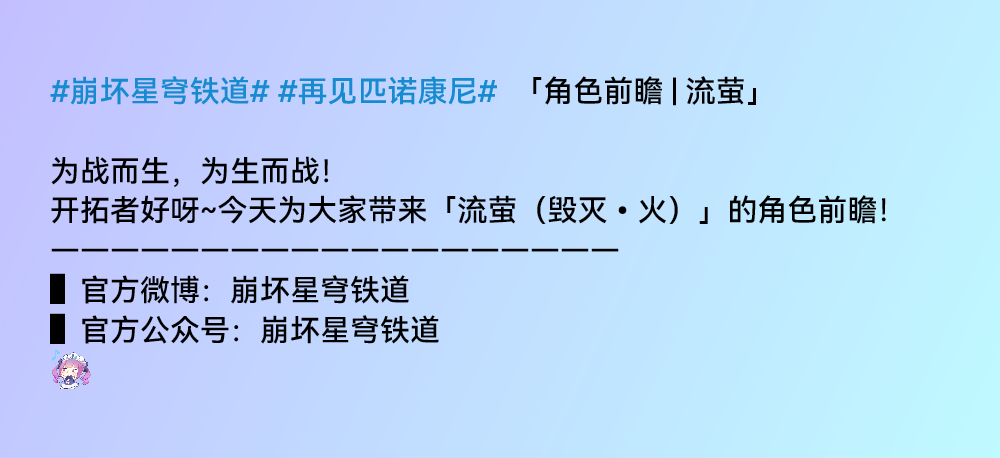 #崩坏星穹铁道# #再见匹诺康尼# 「角色前瞻 | 流萤」
为战而生，为生而战！
开拓者好呀~今天为大家带来「流萤（毁灭•火）」的角色前瞻！
———————————————————
▋官方微博：崩坏星穹铁道
▋官方公众号：崩坏星穹铁道